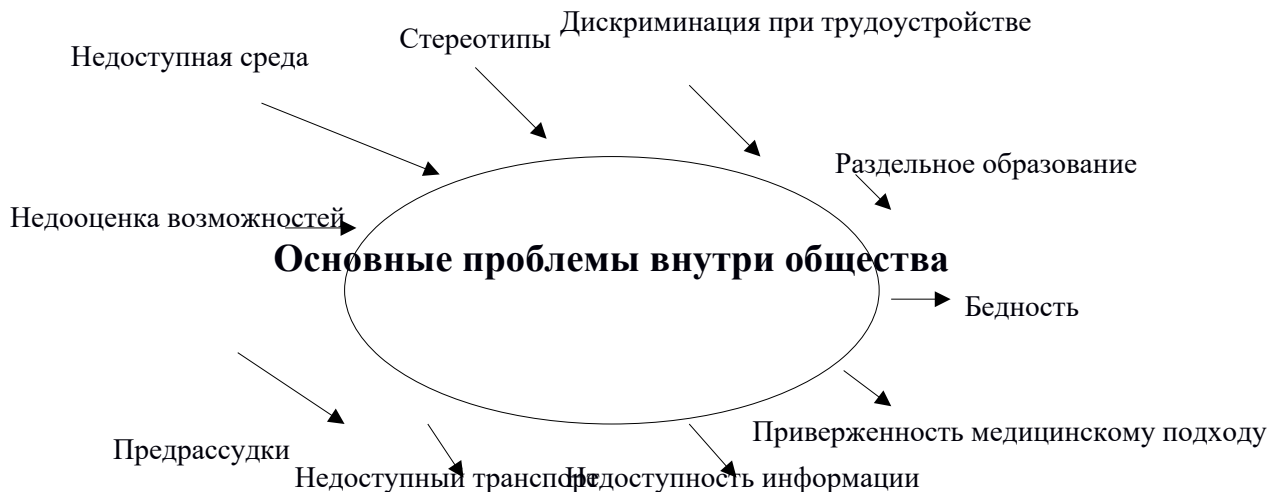 Дискриминация при трудоустройстве
Стереотипы
Недоступная среда
Раздельное образование
Недооценка возможностей
Основные проблемы внутри общества
Бедность
Приверженность медицинскому подходу
Предрассудки
Недоступный транспорт
Недоступность информации